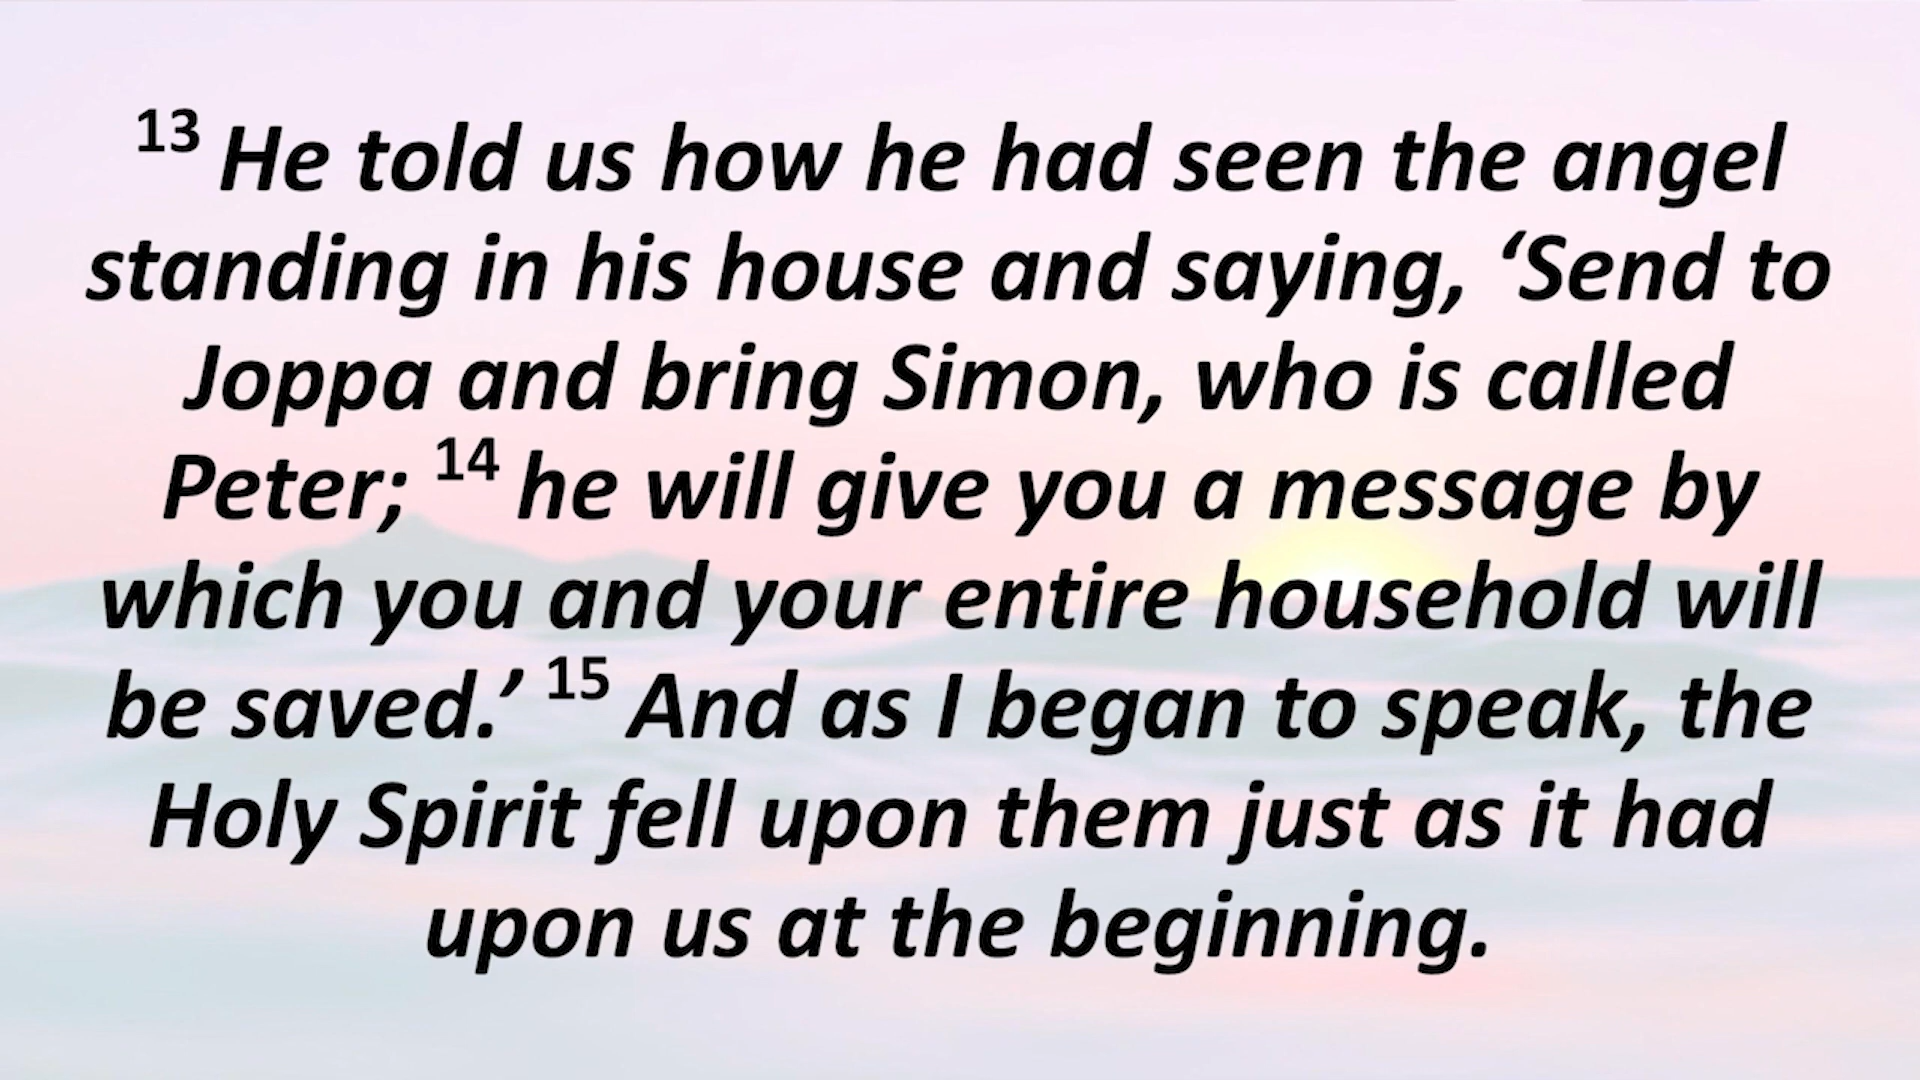 13 He told us how he had seen the angel
standing in his house and saying, ‘Send to
Joppa and bring Simon, who is called
Peter; 14 he will give you a message by
which you and your entire household will
be saved.’ 15 And as I began to speak, the
Holy Spirit fell upon them just as it had
upon us at the beginning.